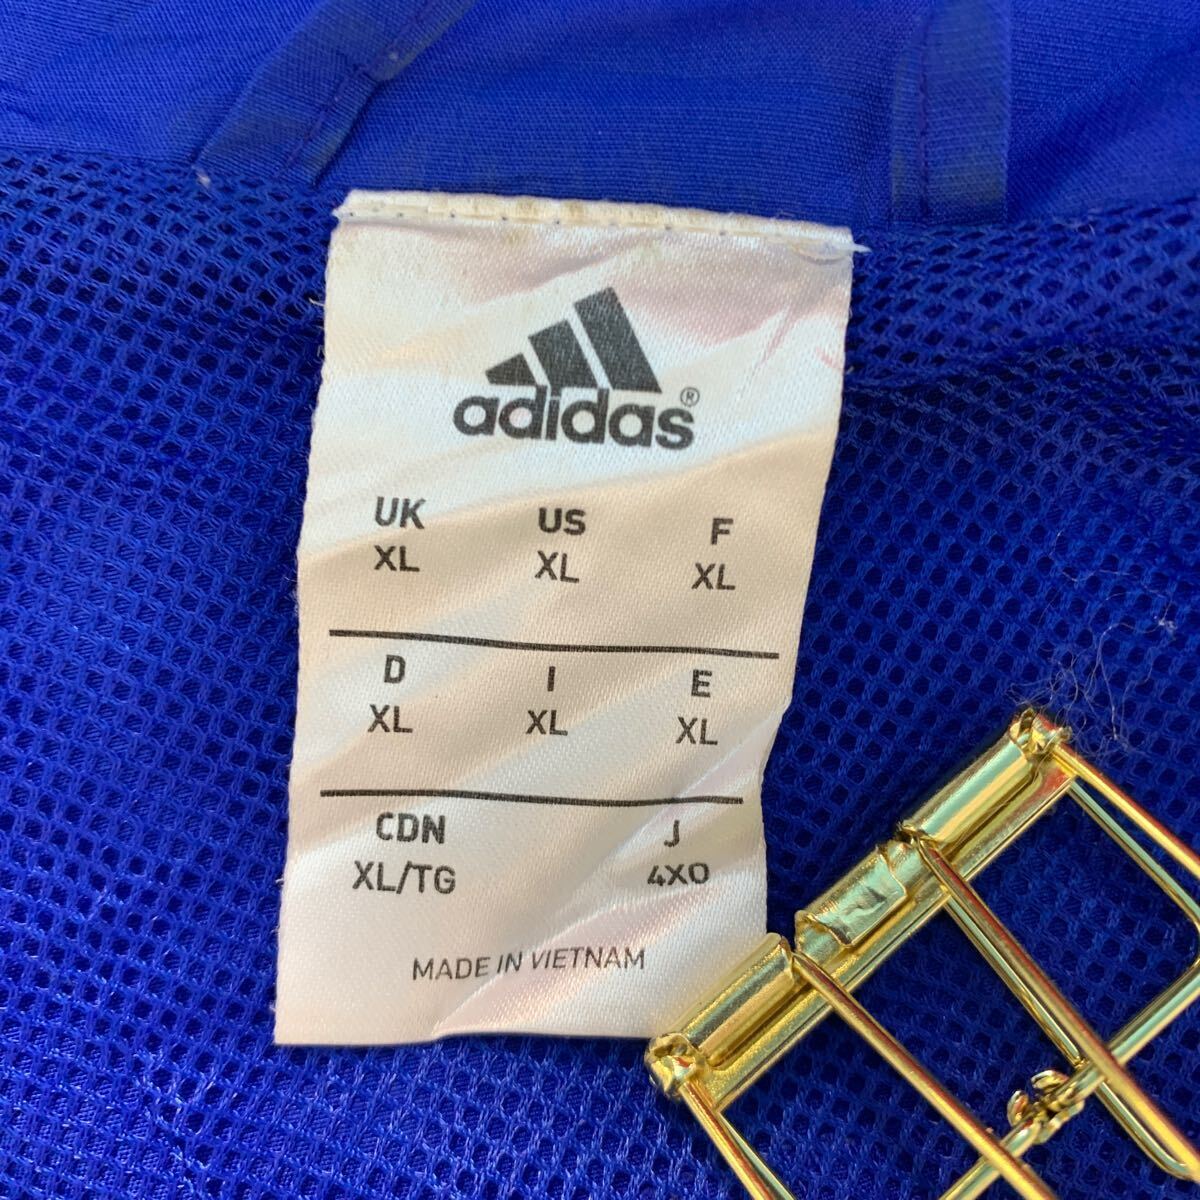 adidas®
UK US F
XL XL XL
D I E
XL XL XL
CDN J
XL/TG 4XO
MADE IN VIETNAM